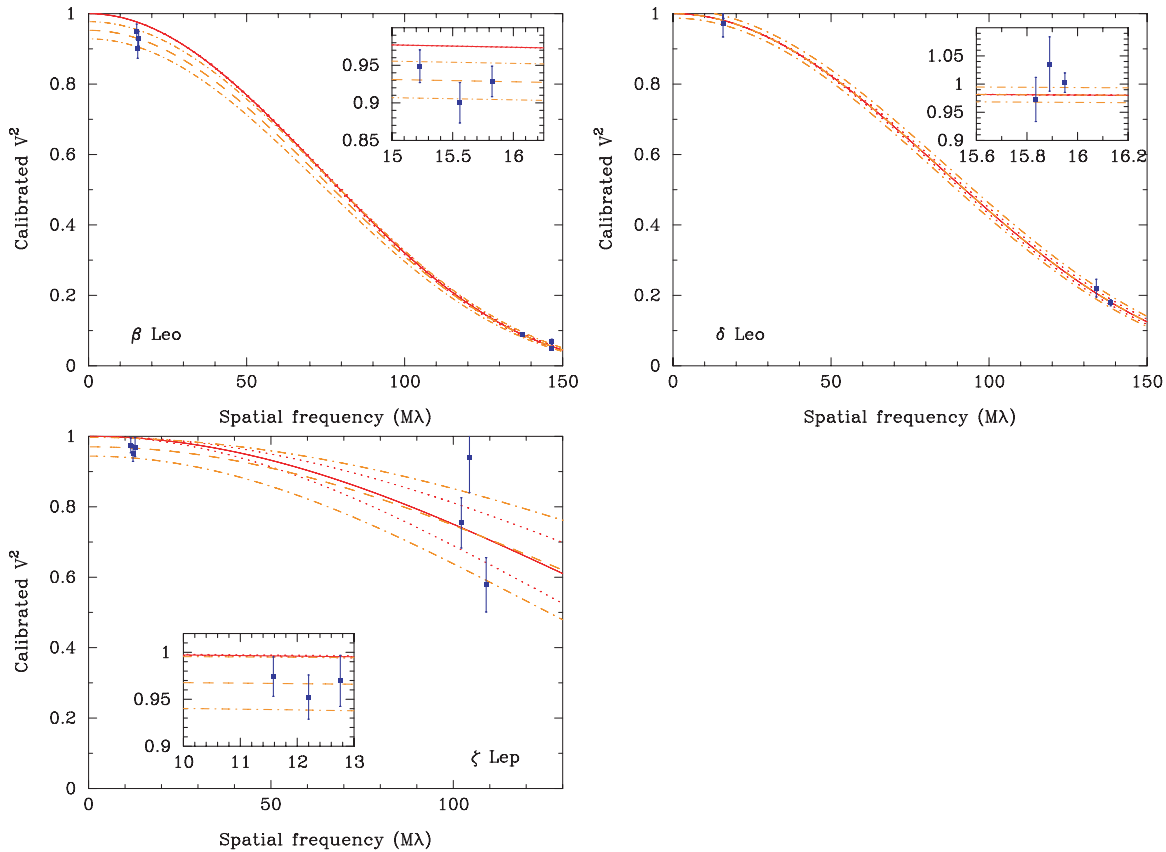 Calibrated V²
1
0.8
0.6
0.4
0.2
0
0 50 100 150
Spatial frequency (Mλ)
β Leo
0.95
0.9
0.85
15 15.5 16
Calibrated V²
1
0.8
0.6
0.4
0.2
0
0 50 100 150
Spatial frequency (Mλ)
δ Leo
1.05
1
0.95
0.9
15.6 15.8 16 16.2
Calibrated V²
1
0.8
0.6
0.4
0.2
0
0 50 100
Spatial frequency (Mλ)
ζ Lep
1
0.95
0.9
10 11 12 13